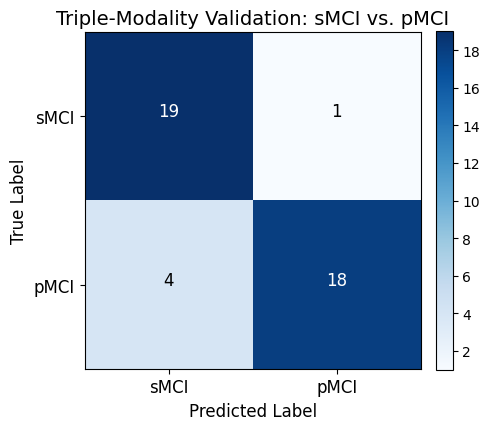 Triple-Modality Validation: sMCI vs. pMCI
True Label
sMCI
pMCI
19
1
4
18
sMCI
pMCI
Predicted Label
18
16
14
12
10
8
6
4
2